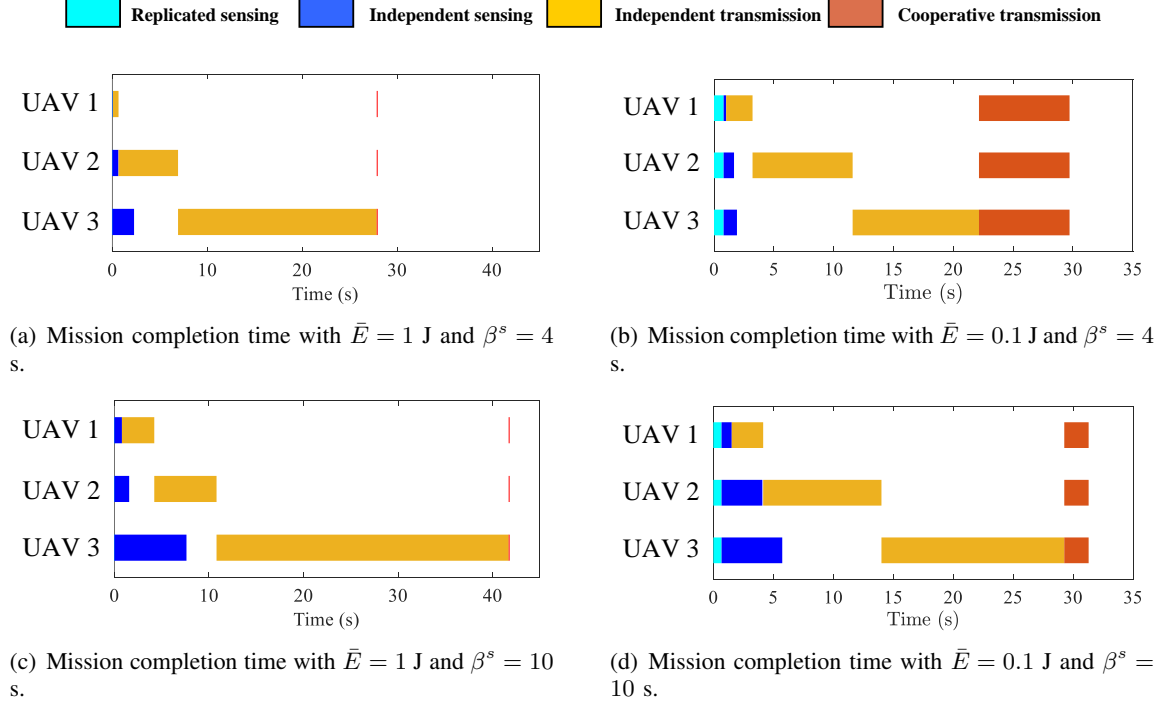 Replicated sensing Independent sensing Independent transmission Cooperative transmission
UAV 1
UAV 2
UAV 3
0 10 20 30 40
Time (s)
(a) Mission completion time with Ē = 1 J and βˢ = 4
s.
UAV 1
UAV 2
UAV 3
0 5 10 15 20 25 30 35
Time (s)
(b) Mission completion time with Ē = 0.1 J and βˢ = 4
s.
UAV 1
UAV 2
UAV 3
0 10 20 30 40
Time (s)
(c) Mission completion time with Ē = 1 J and βˢ = 10
s.
UAV 1
UAV 2
UAV 3
0 5 10 15 20 25 30 35
Time (s)
(d) Mission completion time with Ē = 0.1 J and βˢ =
10 s.